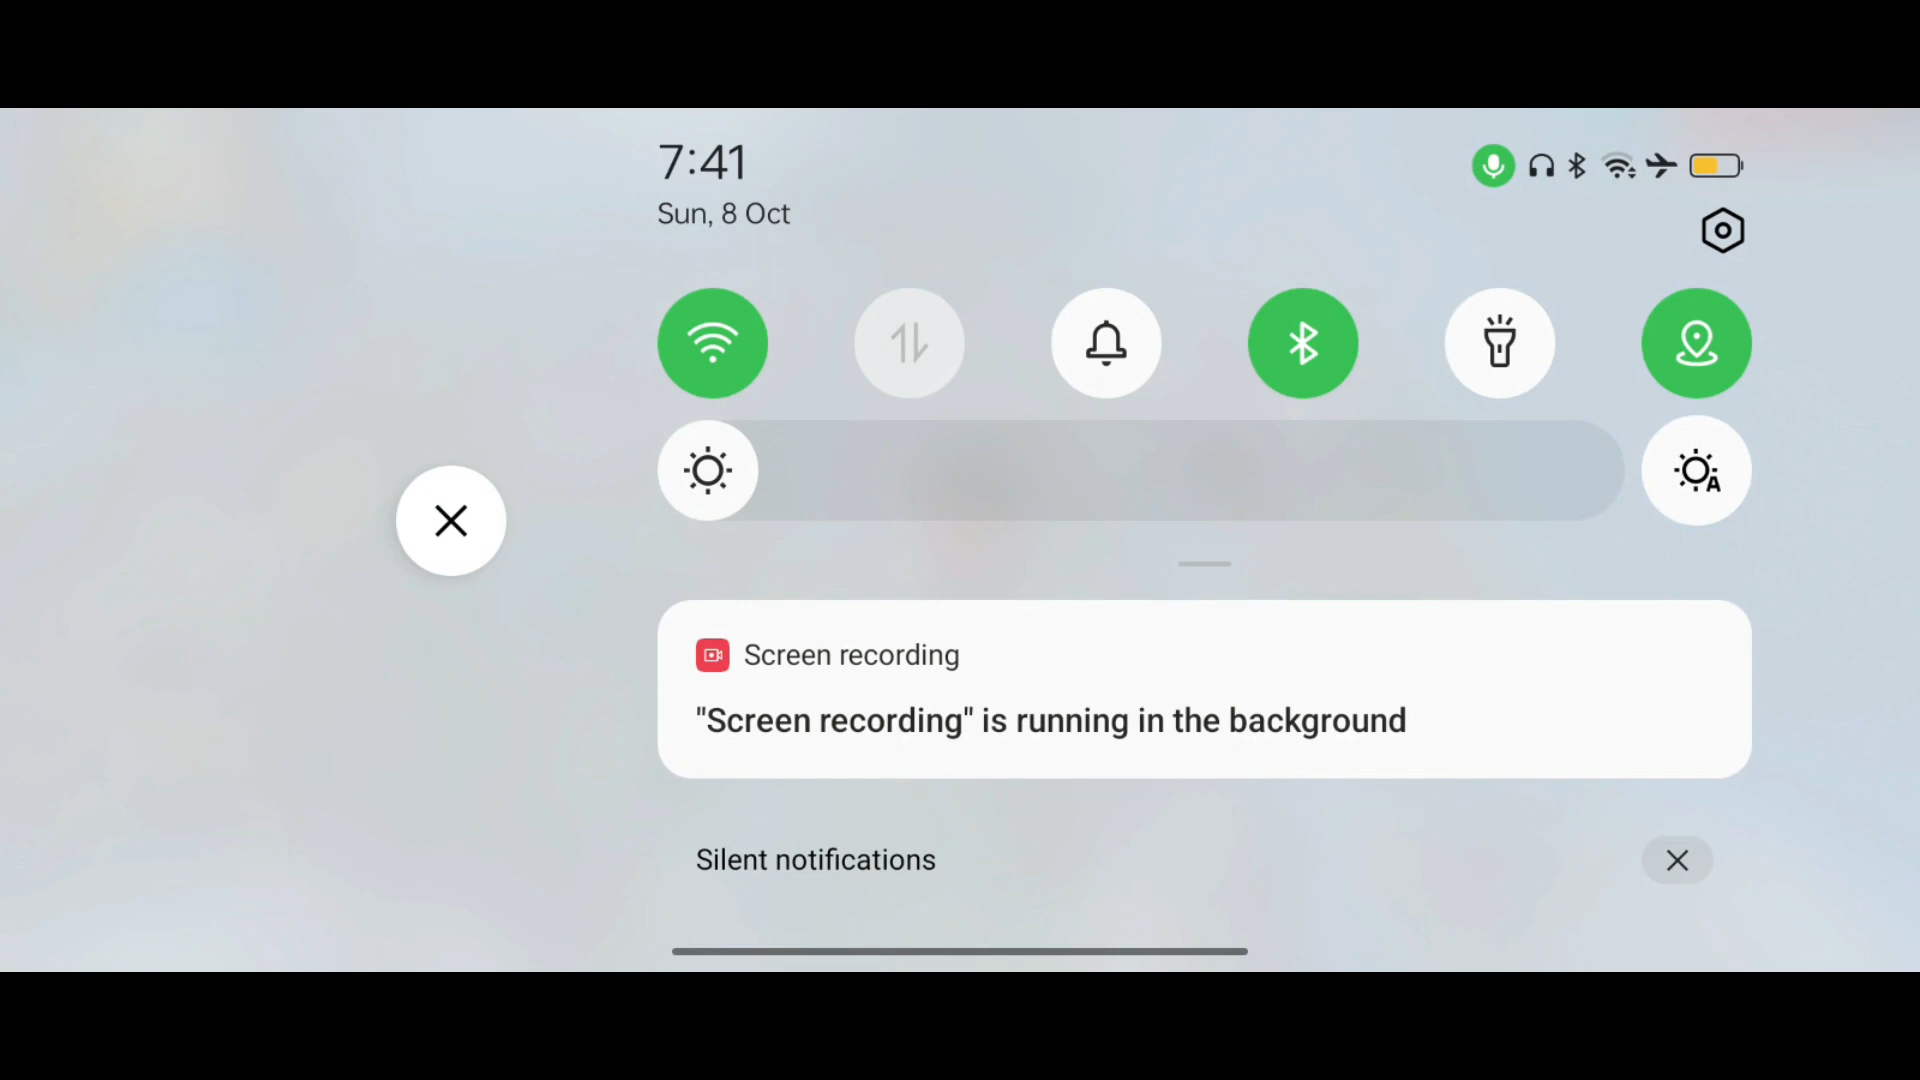 7:41
Sun, 8 Oct
A
Screen recording
"Screen recording" is running in the background
Silent notifications